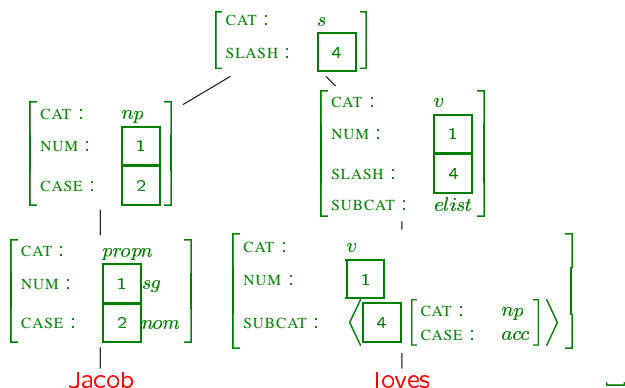 CAT : s
SLASH : 4
CAT : np
NUM : 1
CASE : 2
CAT : v
NUM : 1
SLASH : 4
SUBCAT : elist
CAT : propn
NUM : 1 sg
CASE : 2 nom
CAT : v
NUM : 1
SUBCAT : ⟨ 4 [ CAT : np
CASE : acc ] ⟩
Jacob
loves